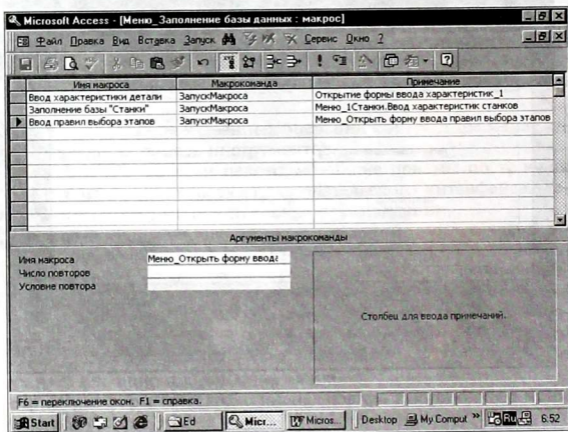 Microsoft Access - [Меню_Заполнение базы данных : макрос]
Файл Правка Вид Вставка Запуск Сервис Окно ?
Имя макроса Макрокоманда Примечание
Ввод характеристики детали ЗапускМакроса Открытие формы ввода характеристик_1
Заполнение базы "Станки" ЗапускМакроса Меню_1Станки.Ввод характеристик станков
Ввод правил выбора этапов ЗапускМакроса Меню_Открыть форму ввода правил выбора этапов
Аргументы макрокоманды
Имя макроса Меню_Открыть форму ввода
Число повторов
Условие повтора
Столбец для ввода примечаний.
F6 = переключение окон. F1 = справка.
Start Ed Micr... Micros... Desktop My Comput » Ru 6:52